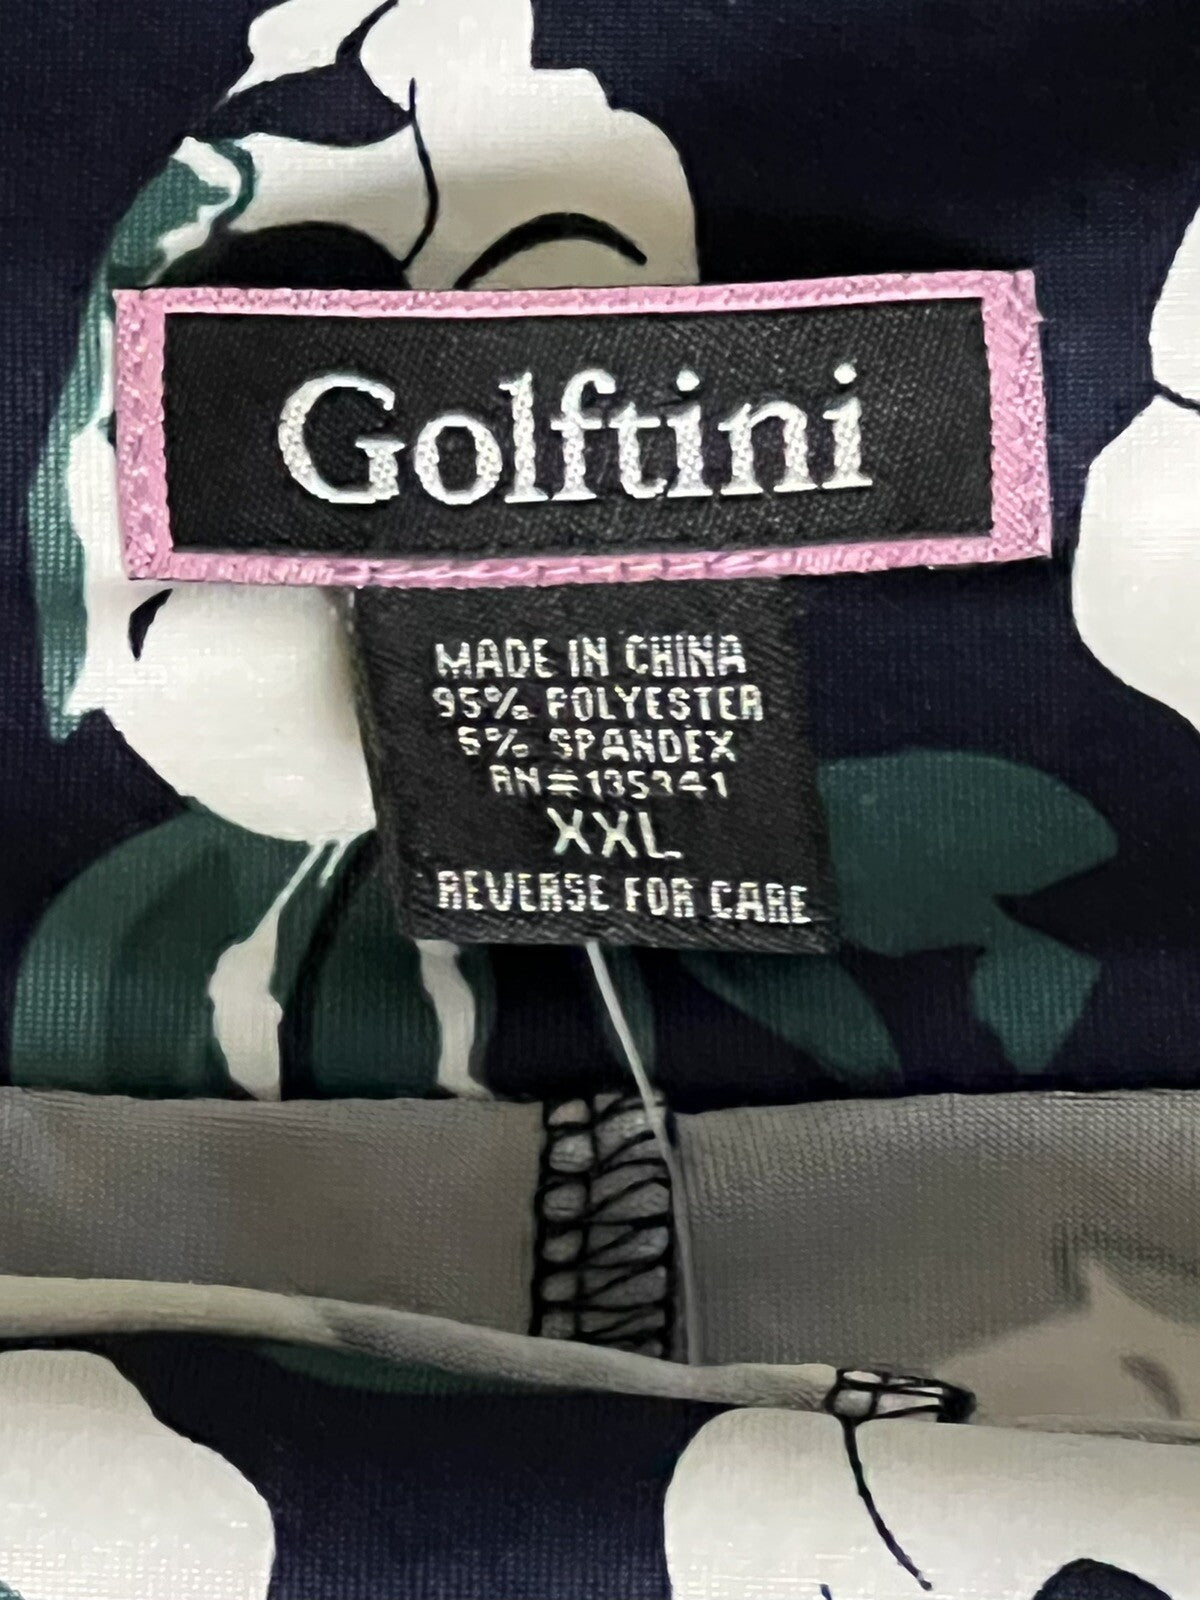 Golftini
MADE IN CHINA
95% POLYESTER
5% SPANDEX
RN=135341
XXL
REVERSE FOR CARE